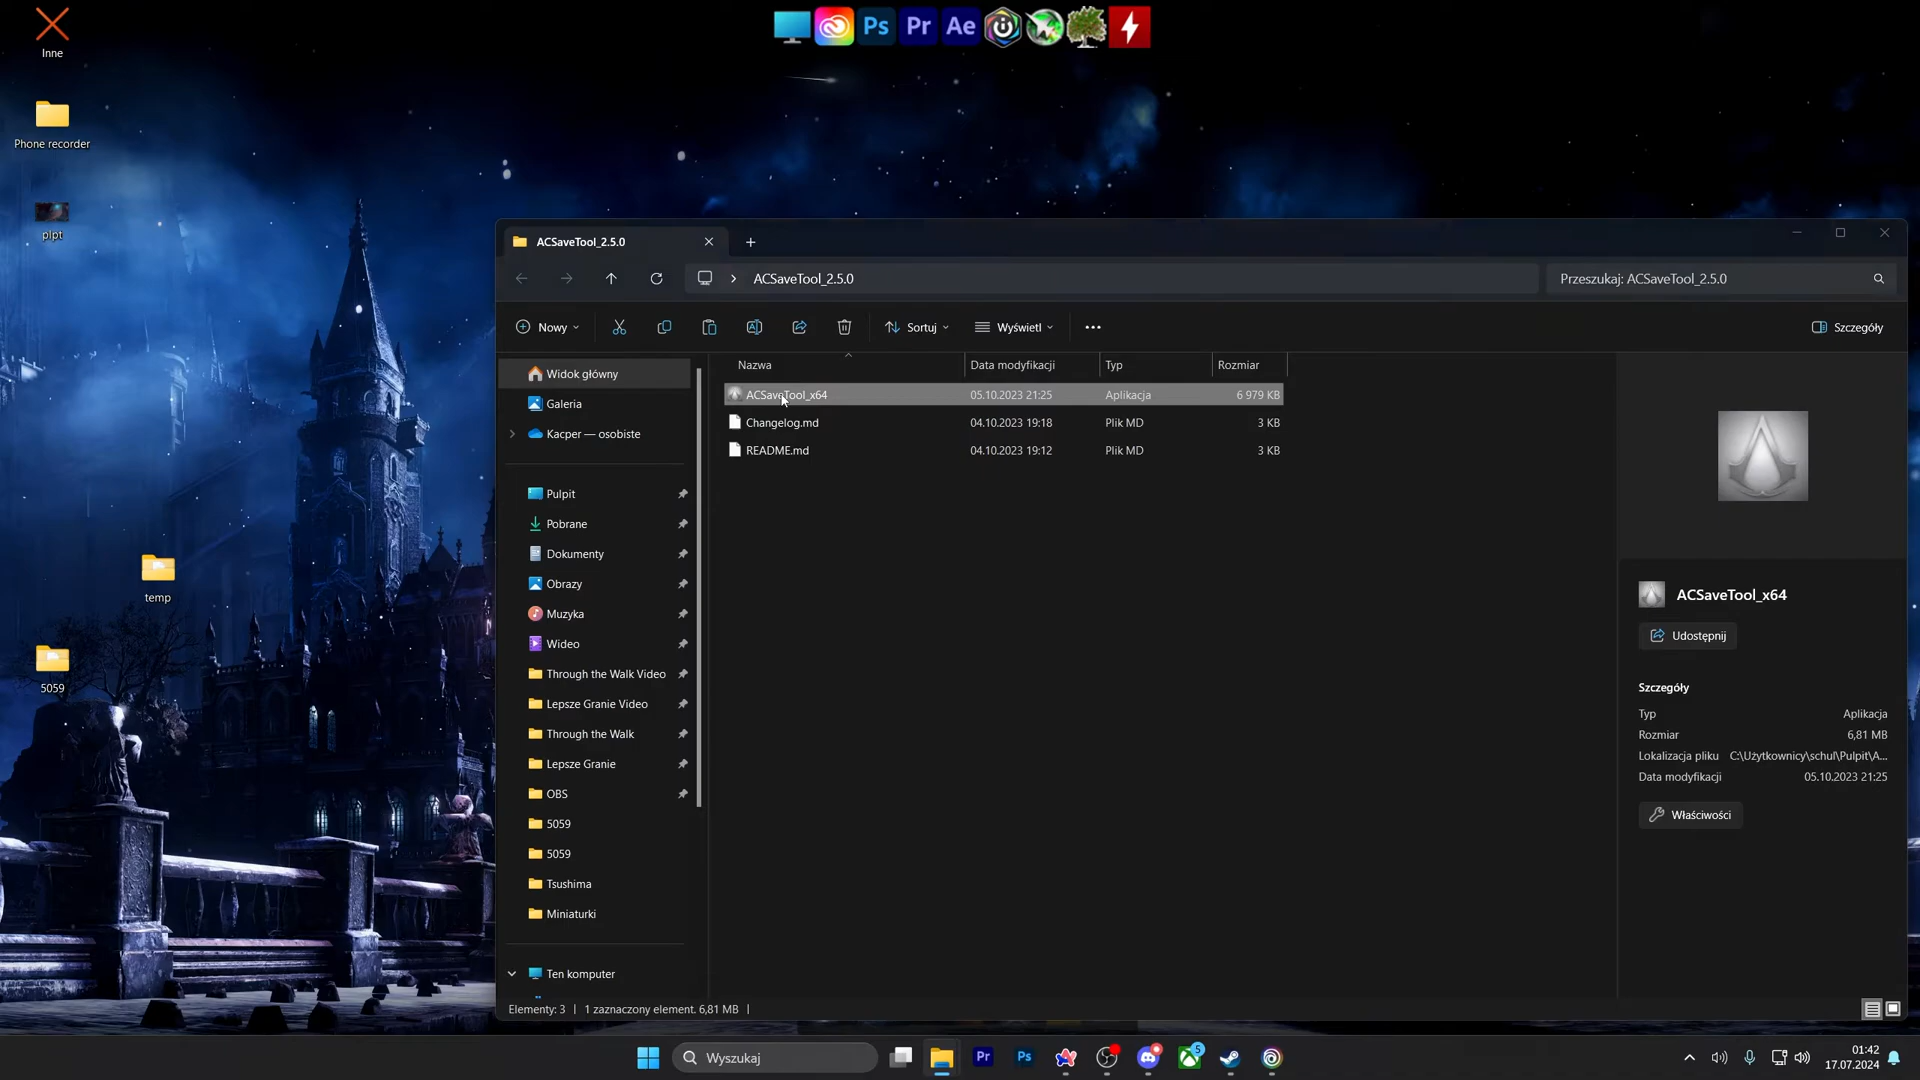 Inne
Ps Pr Ae
Phone recorder
plpt
temp
5059
ACSaveTool_2.5.0
ACSaveTool_2.5.0
Przeszukaj: ACSaveTool_2.5.0
Nowy
Sortuj
Wyświetl
Szczegóły
Widok główny
Galeria
Kacper — osobiste
Pulpit
Pobrane
Dokumenty
Obrazy
Muzyka
Wideo
Through the Walk Video
Lepsze Granie Video
Through the Walk
Lepsze Granie
OBS
5059
5059
Tsushima
Miniaturki
Ten komputer
Nazwa Data modyfikacji Typ Rozmiar
ACSaveTool_x64 05.10.2023 21:25 Aplikacja 6 979 KB
Changelog.md 04.10.2023 19:18 Plik MD 3 KB
README.md 04.10.2023 19:12 Plik MD 3 KB
ACSaveTool_x64
Udostępnij
Szczegóły
Typ Aplikacja
Rozmiar 6,81 MB
Lokalizacja pliku C:\Użytkownicy\schul\Pulpit\A...
Data modyfikacji 05.10.2023 21:25
Właściwości
Elementy: 3 | 1 zaznaczony element. 6,81 MB |
Wyszukaj
Pr Ps
5
01:42
17.07.2024